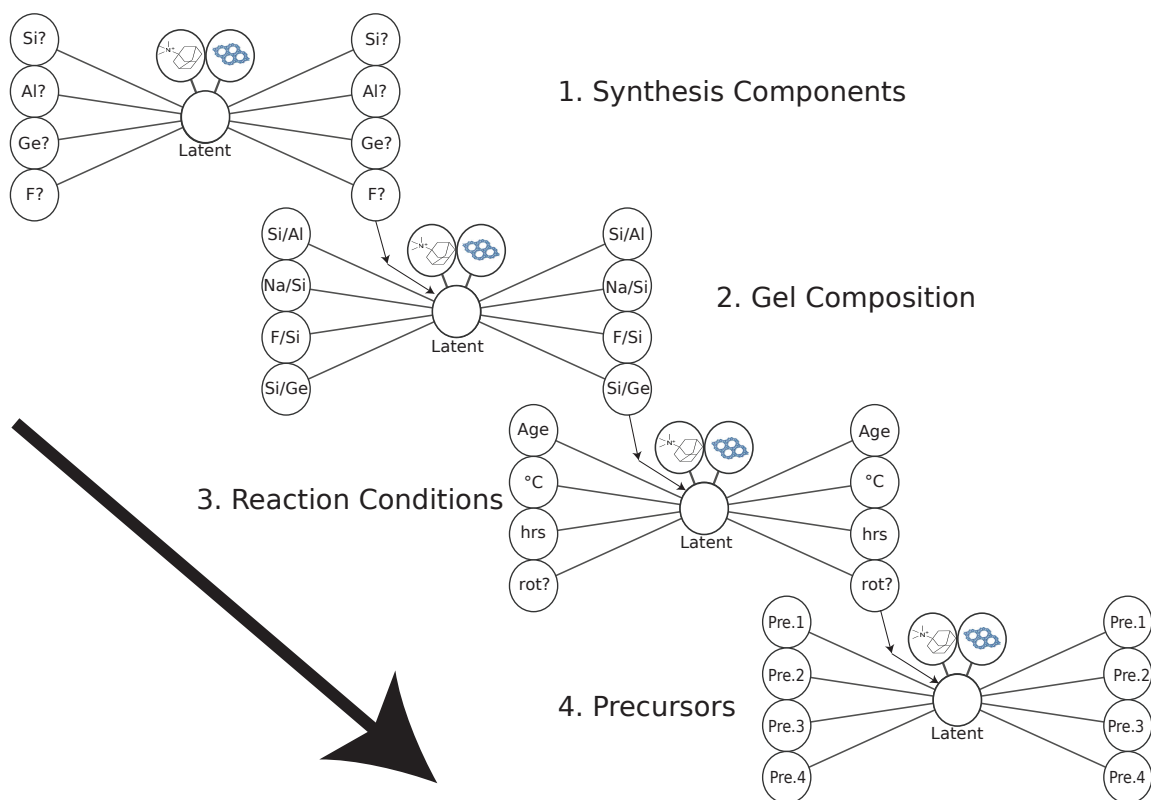 Si?
Al?
Ge?
F?
N⁺
Latent
Si?
Al?
Ge?
F?
1. Synthesis Components
Si/Al
Na/Si
F/Si
Si/Ge
N⁺
Latent
Si/Al
Na/Si
F/Si
Si/Ge
2. Gel Composition
3. Reaction Conditions
Age
°C
hrs
rot?
N⁺
Latent
Age
°C
hrs
rot?
4. Precursors
Pre.1
Pre.2
Pre.3
Pre.4
N⁺
Latent
Pre.1
Pre.2
Pre.3
Pre.4